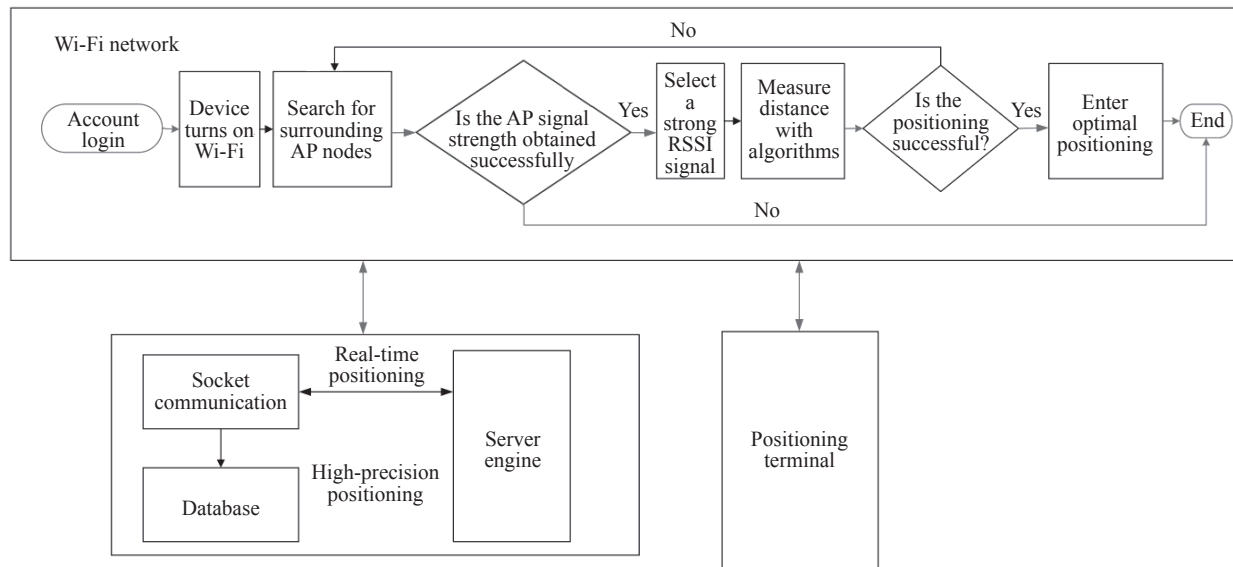 Wi-Fi network
No
Account
login
Device
turns on
Wi-Fi
Search for
surrounding
AP nodes
Is the AP signal
strength obtained
successfully
Yes
Select
a
strong
RSSI
signal
Measure
distance
with
algorithms
Is the
positioning
successful?
Yes
Enter
optimal
positioning
End
No
Socket
communication
Real-time
positioning
Server
engine
High-precision
positioning
Database
Positioning
terminal